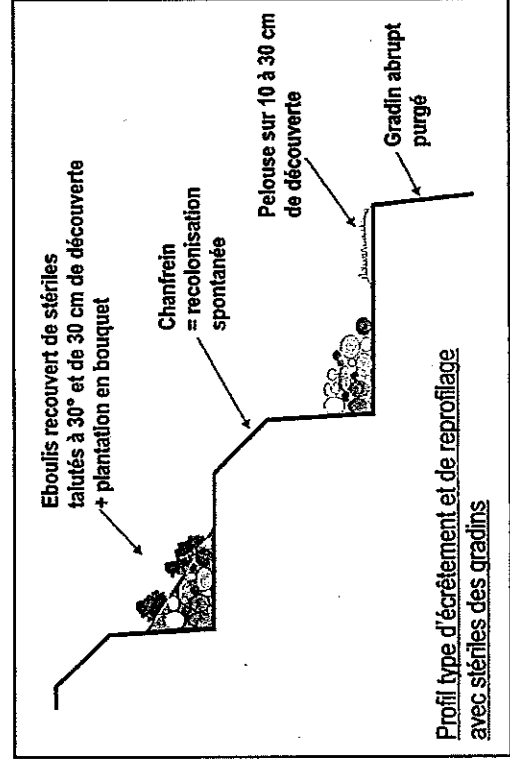 Eboulis recouvert de stériles
talutés à 30° et de 30 cm de découverte
+ plantation en bouquet
Chanfrein
= recolonisation
spontanée
Pelouse sur 10 à 30 cm
de découverte
Gradin abrupt
purgé
Profil type d'écrêtement et de reprofilage
avec stériles des gradins